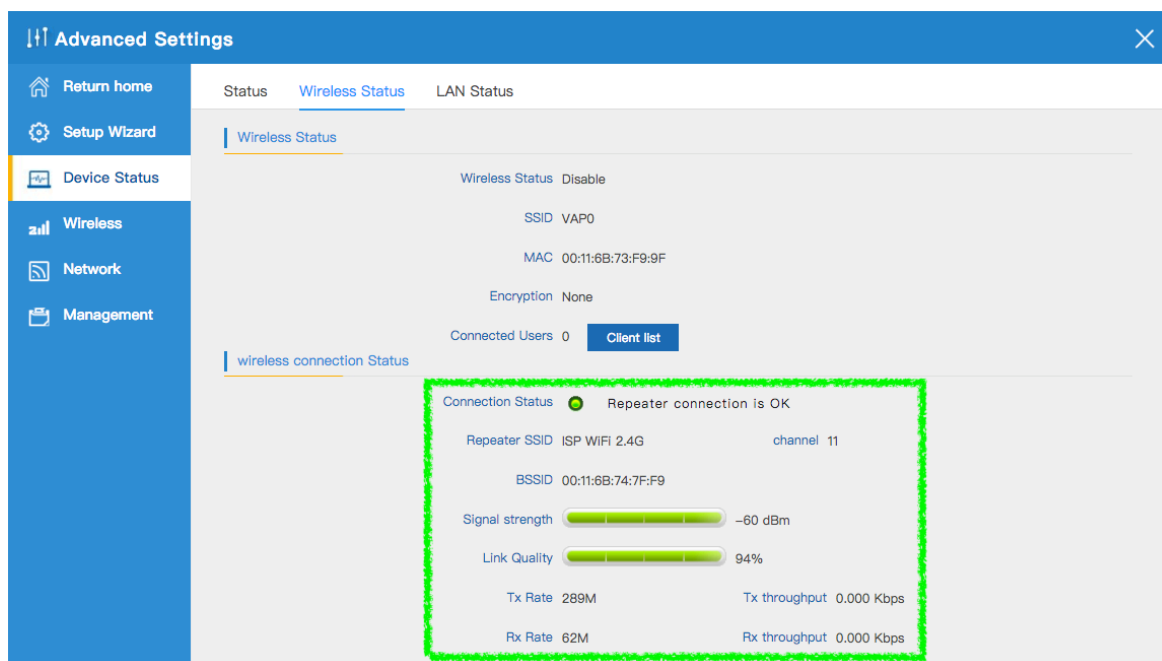 Advanced Settings
Return home
Setup Wizard
Device Status
Wireless
Network
Management
Status Wireless Status LAN Status
Wireless Status
Wireless Status Disable
SSID VAP0
MAC 00:11:6B:73:F9:9F
Encryption None
Connected Users 0 Client list
wireless connection Status
Connection Status Repeater connection is OK
Repeater SSID ISP WiFi 2.4G channel 11
BSSID 00:11:6B:74:7F:F9
Signal strength -60 dBm
Link Quality 94%
Tx Rate 289M Tx throughput 0.000 Kbps
Rx Rate 62M Rx throughput 0.000 Kbps